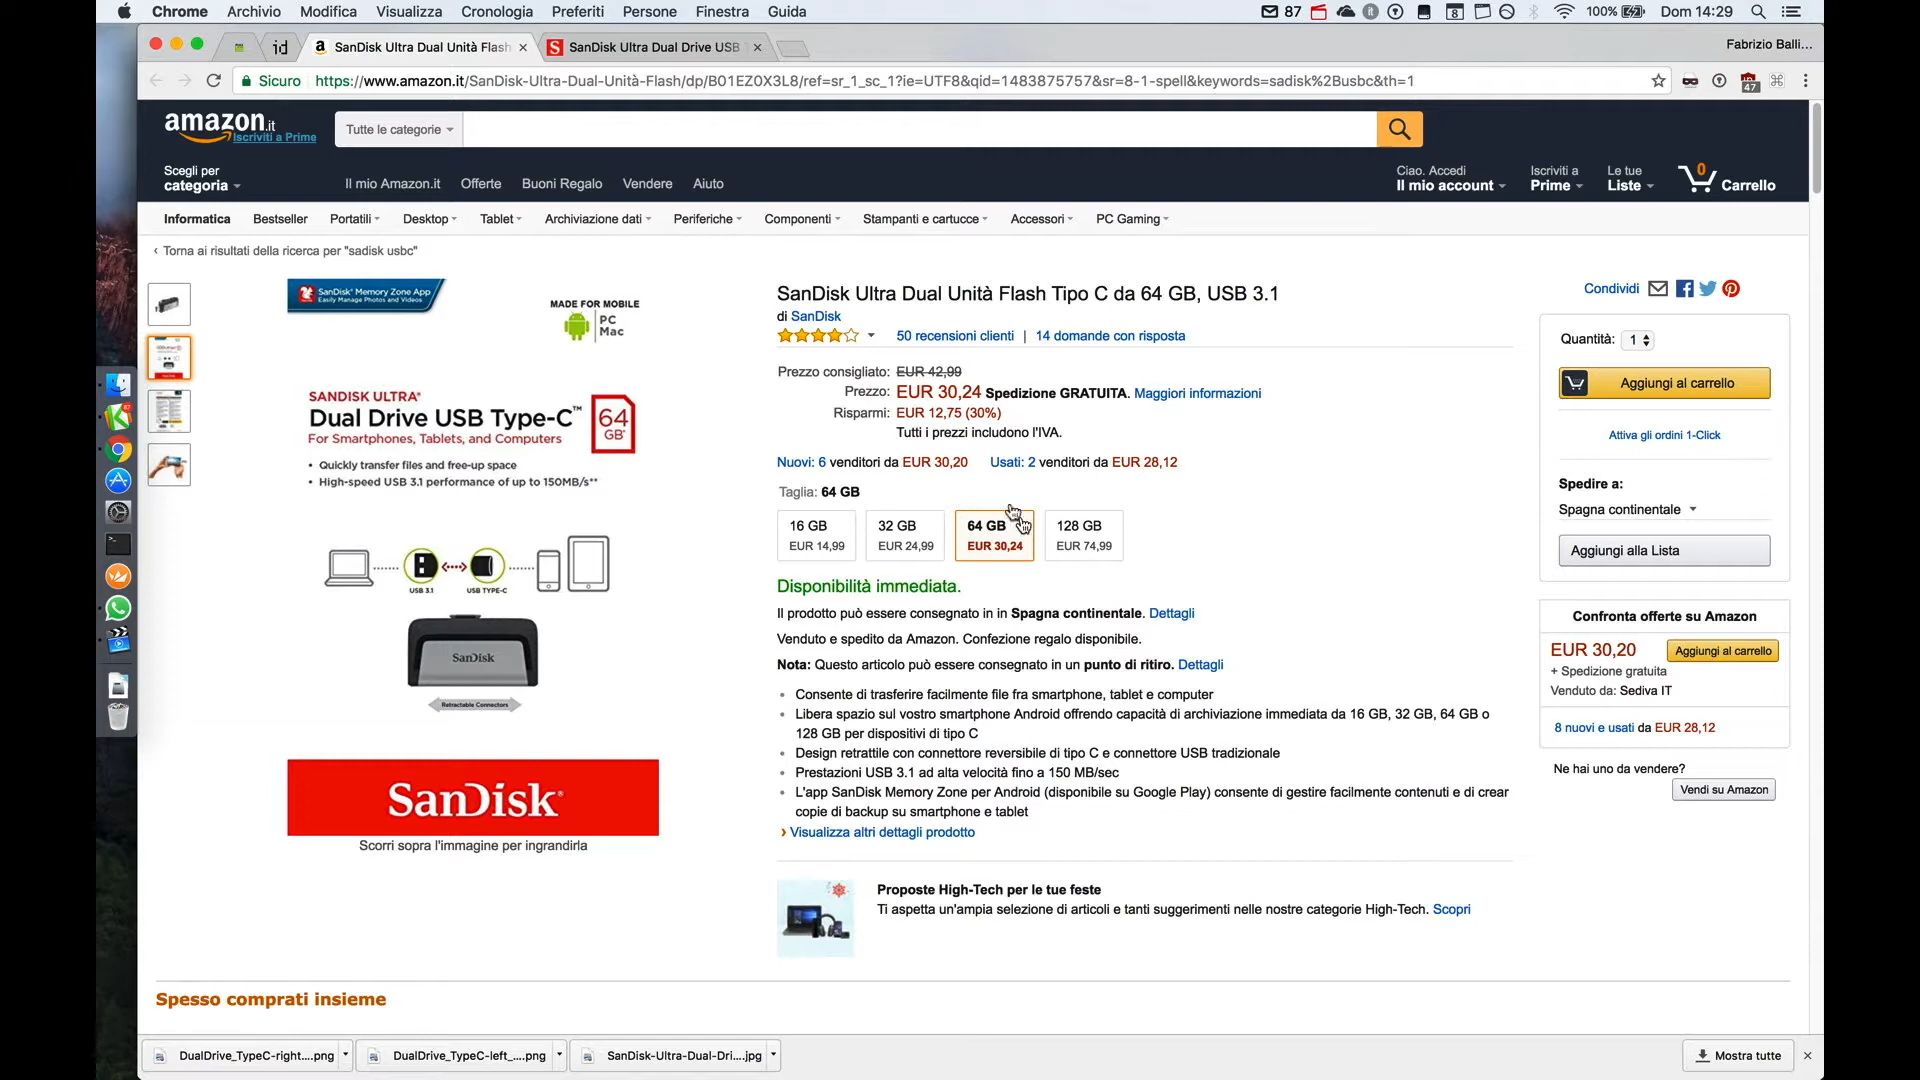 Chrome Archivio Modifica Visualizza Cronologia Preferiti Persone Finestra Guida 87 100% Dom 14:29
id SanDisk Ultra Dual Unità Flash SanDisk Ultra Dual Drive USB Fabrizio Balli...
Sicuro https://www.amazon.it/SanDisk-Ultra-Dual-Unità-Flash/dp/B01EZ0X3L8/ref=sr_1_sc_1?ie=UTF8&qid=1483875757&sr=8-1-spell&keywords=sadisk%2Busbc&th=1 47
amazon.it
Iscriviti a Prime
Tutte le categorie
Scegli per
categoria
Il mio Amazon.it Offerte Buoni Regalo Vendere Aiuto
Ciao. Accedi
Il mio account
Iscriviti a
Prime
Le tue
Liste
0 Carrello
Informatica Bestseller Portatili Desktop Tablet Archiviazione dati Periferiche Componenti Stampanti e cartucce Accessori PC Gaming
‹ Torna ai risultati della ricerca per "sadisk usbc"
SanDisk® Memory Zone App
Easily Manage Photos and Videos
MADE FOR MOBILE
PC
Mac
SANDISK ULTRA®
Dual Drive USB Type-C™
For Smartphones, Tablets, and Computers
64
GB
• Quickly transfer files and free-up space
• High-speed USB 3.1 performance of up to 150MB/s**
USB 3.1 USB TYPE-C
SanDisk
Retractable Connectors
SanDisk®
Scorri sopra l'immagine per ingrandirla
SanDisk Ultra Dual Unità Flash Tipo C da 64 GB, USB 3.1
di SanDisk
50 recensioni clienti | 14 domande con risposta
Prezzo consigliato: EUR 42,99
Prezzo: EUR 30,24 Spedizione GRATUITA. Maggiori informazioni
Risparmi: EUR 12,75 (30%)
Tutti i prezzi includono l'IVA.
Nuovi: 6 venditori da EUR 30,20 Usati: 2 venditori da EUR 28,12
Taglia: 64 GB
16 GB 32 GB 64 GB 128 GB
EUR 14,99 EUR 24,99 EUR 30,24 EUR 74,99
Disponibilità immediata.
Il prodotto può essere consegnato in in Spagna continentale. Dettagli
Venduto e spedito da Amazon. Confezione regalo disponibile.
Nota: Questo articolo può essere consegnato in un punto di ritiro. Dettagli
• Consente di trasferire facilmente file fra smartphone, tablet e computer
• Libera spazio sul vostro smartphone Android offrendo capacità di archiviazione immediata da 16 GB, 32 GB, 64 GB o
128 GB per dispositivi di tipo C
• Design retrattile con connettore reversibile di tipo C e connettore USB tradizionale
• Prestazioni USB 3.1 ad alta velocità fino a 150 MB/sec
• L'app SanDisk Memory Zone per Android (disponibile su Google Play) consente di gestire facilmente contenuti e di crear
copie di backup su smartphone e tablet
› Visualizza altri dettagli prodotto
Proposte High-Tech per le tue feste
Ti aspetta un'ampia selezione di articoli e tanti suggerimenti nelle nostre categorie High-Tech. Scopri
Condividi
Quantità: 1
Aggiungi al carrello
Attiva gli ordini 1-Click
Spedire a:
Spagna continentale
Aggiungi alla Lista
Confronta offerte su Amazon
EUR 30,20 Aggiungi al carrello
+ Spedizione gratuita
Venduto da: Sediva IT
8 nuovi e usati da EUR 28,12
Ne hai uno da vendere?
Vendi su Amazon
Spesso comprati insieme
DualDrive_TypeC-right....png DualDrive_TypeC-left_....png SanDisk-Ultra-Dual-Dri....jpg Mostra tutte